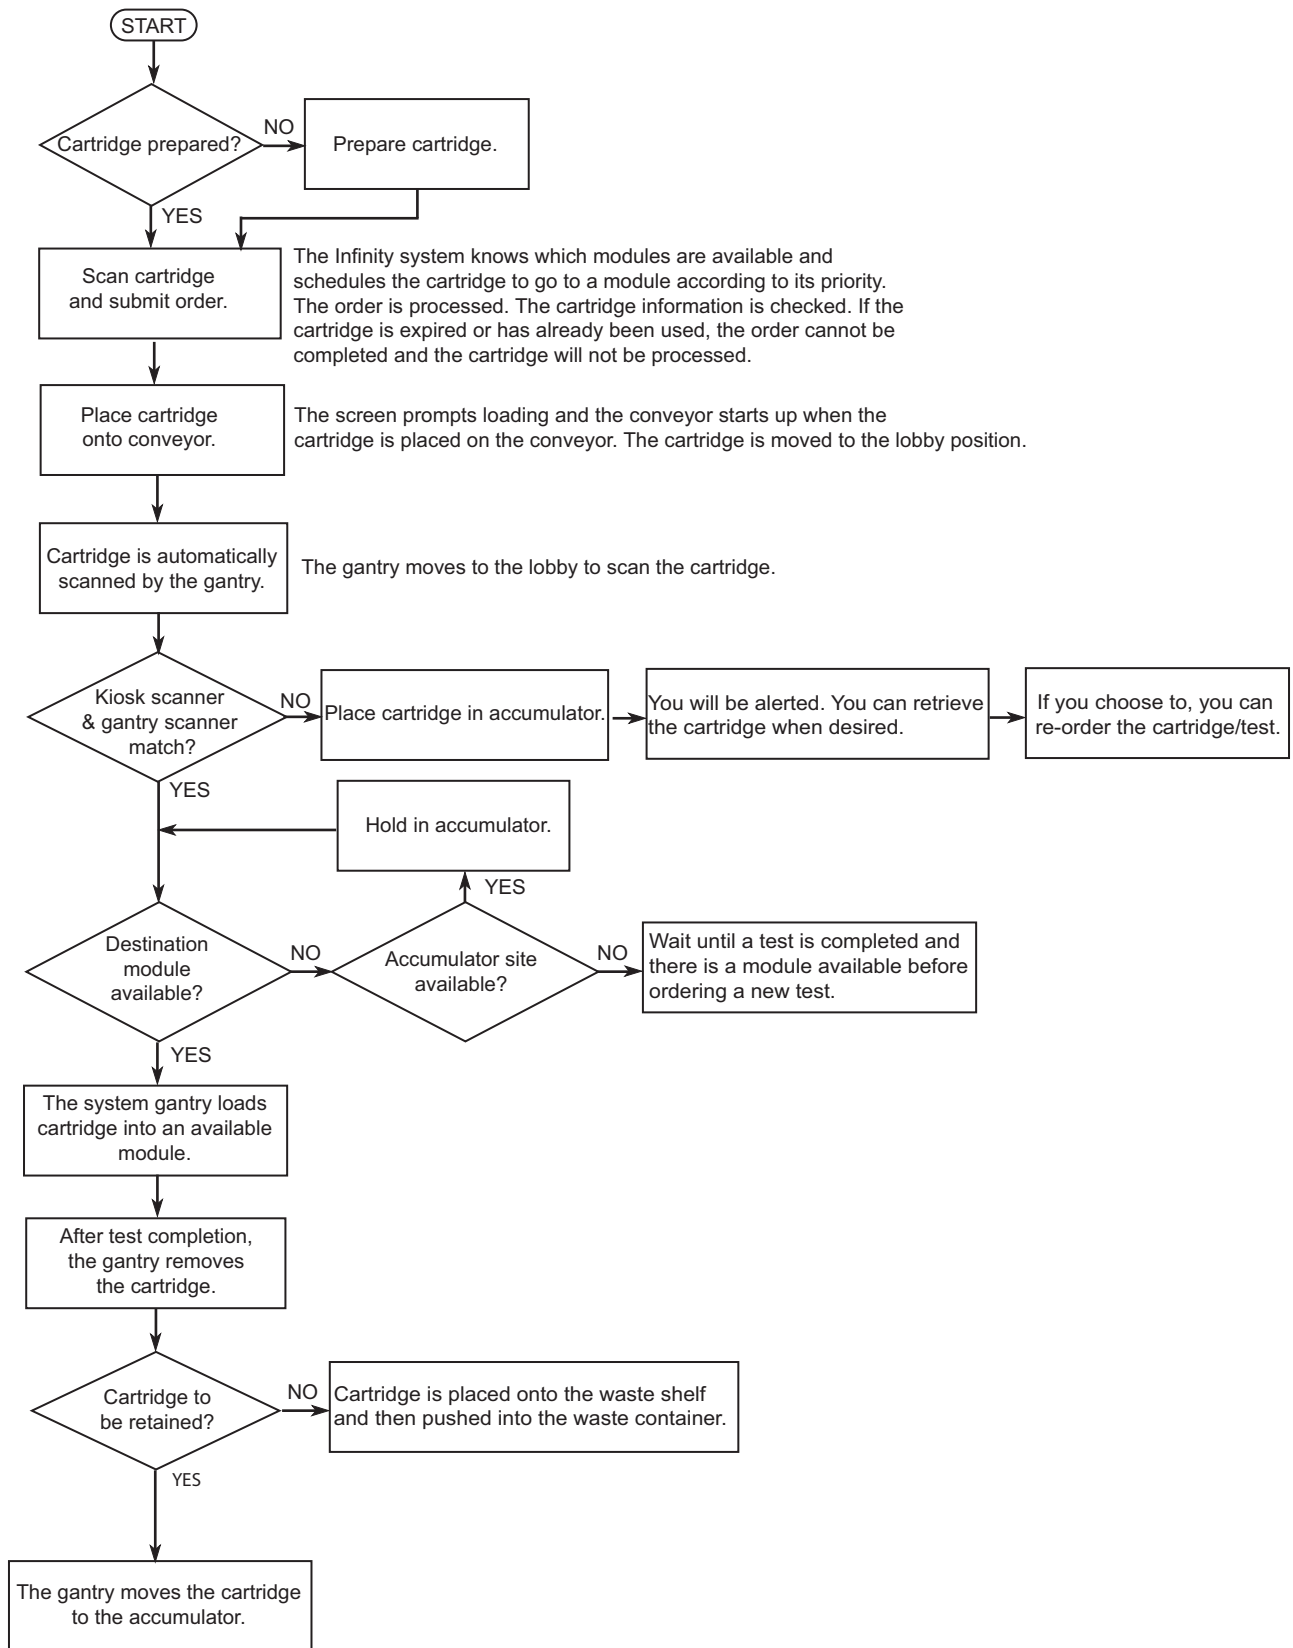 START
Cartridge prepared?
NO
Prepare cartridge.
YES
Scan cartridge
and submit order.
The Infinity system knows which modules are available and
schedules the cartridge to go to a module according to its priority.
The order is processed. The cartridge information is checked. If the
cartridge is expired or has already been used, the order cannot be
completed and the cartridge will not be processed.
Place cartridge
onto conveyor.
The screen prompts loading and the conveyor starts up when the
cartridge is placed on the conveyor. The cartridge is moved to the lobby position.
Cartridge is automatically
scanned by the gantry.
The gantry moves to the lobby to scan the cartridge.
Kiosk scanner
& gantry scanner
match?
NO
Place cartridge in accumulator.
You will be alerted. You can retrieve
the cartridge when desired.
If you choose to, you can
re-order the cartridge/test.
YES
Hold in accumulator.
YES
Destination
module
available?
NO
Accumulator site
available?
NO
Wait until a test is completed and
there is a module available before
ordering a new test.
YES
The system gantry loads
cartridge into an available
module.
After test completion,
the gantry removes
the cartridge.
Cartridge to
be retained?
NO
Cartridge is placed onto the waste shelf
and then pushed into the waste container.
YES
The gantry moves the cartridge
to the accumulator.